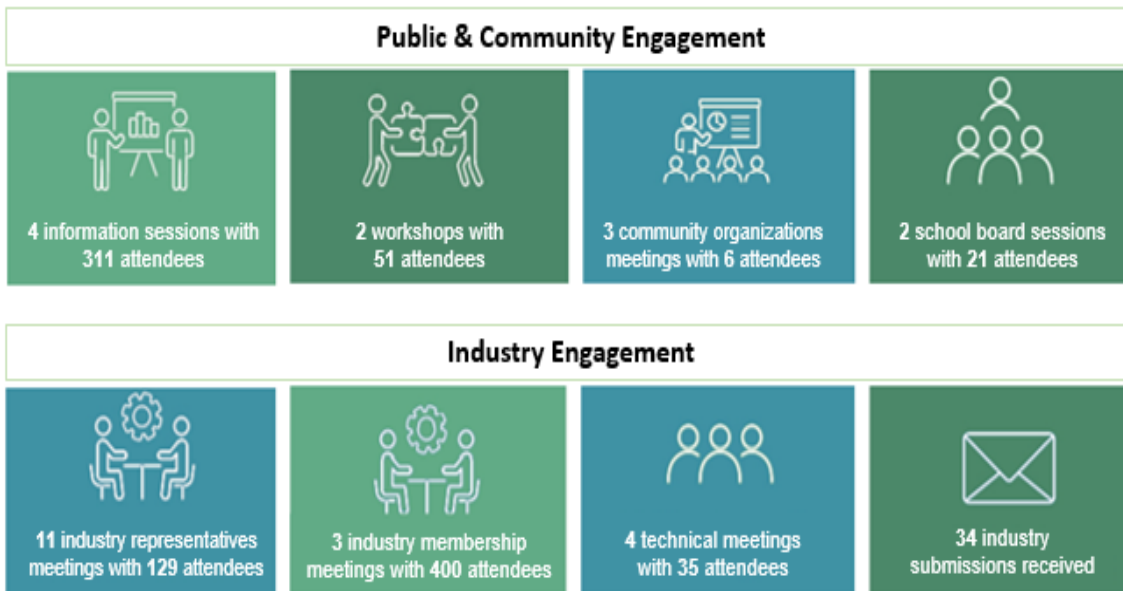 Public & Community Engagement
4 information sessions with
311 attendees
2 workshops with
51 attendees
3 community organizations
meetings with 6 attendees
2 school board sessions
with 21 attendees
Industry Engagement
11 industry representatives
meetings with 129 attendees
3 industry membership
meetings with 400 attendees
4 technical meetings
with 35 attendees
34 industry
submissions received